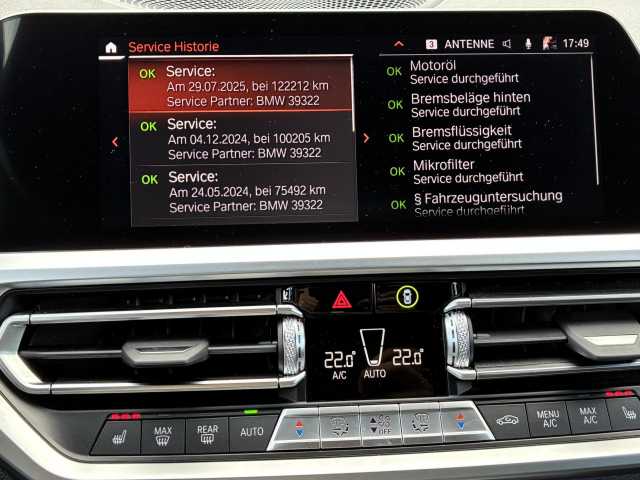 Service Historie
3 ANTENNE 17:49
OK Service:
Am 29.07.2025, bei 122212 km
Service Partner: BMW 39322
OK Service:
Am 04.12.2024, bei 100205 km
Service Partner: BMW 39322
OK Service:
Am 24.05.2024, bei 75492 km
Service Partner: BMW 39322
OK Motoröl
Service durchgeführt
OK Bremsbeläge hinten
Service durchgeführt
OK Bremsflüssigkeit
Service durchgeführt
OK Mikrofilter
Service durchgeführt
OK § Fahrzeuguntersuchung
Service durchgeführt
22.0° 22.0°
A/C AUTO
MAX
REAR
AUTO
OFF
MENU A/C
MAX A/C